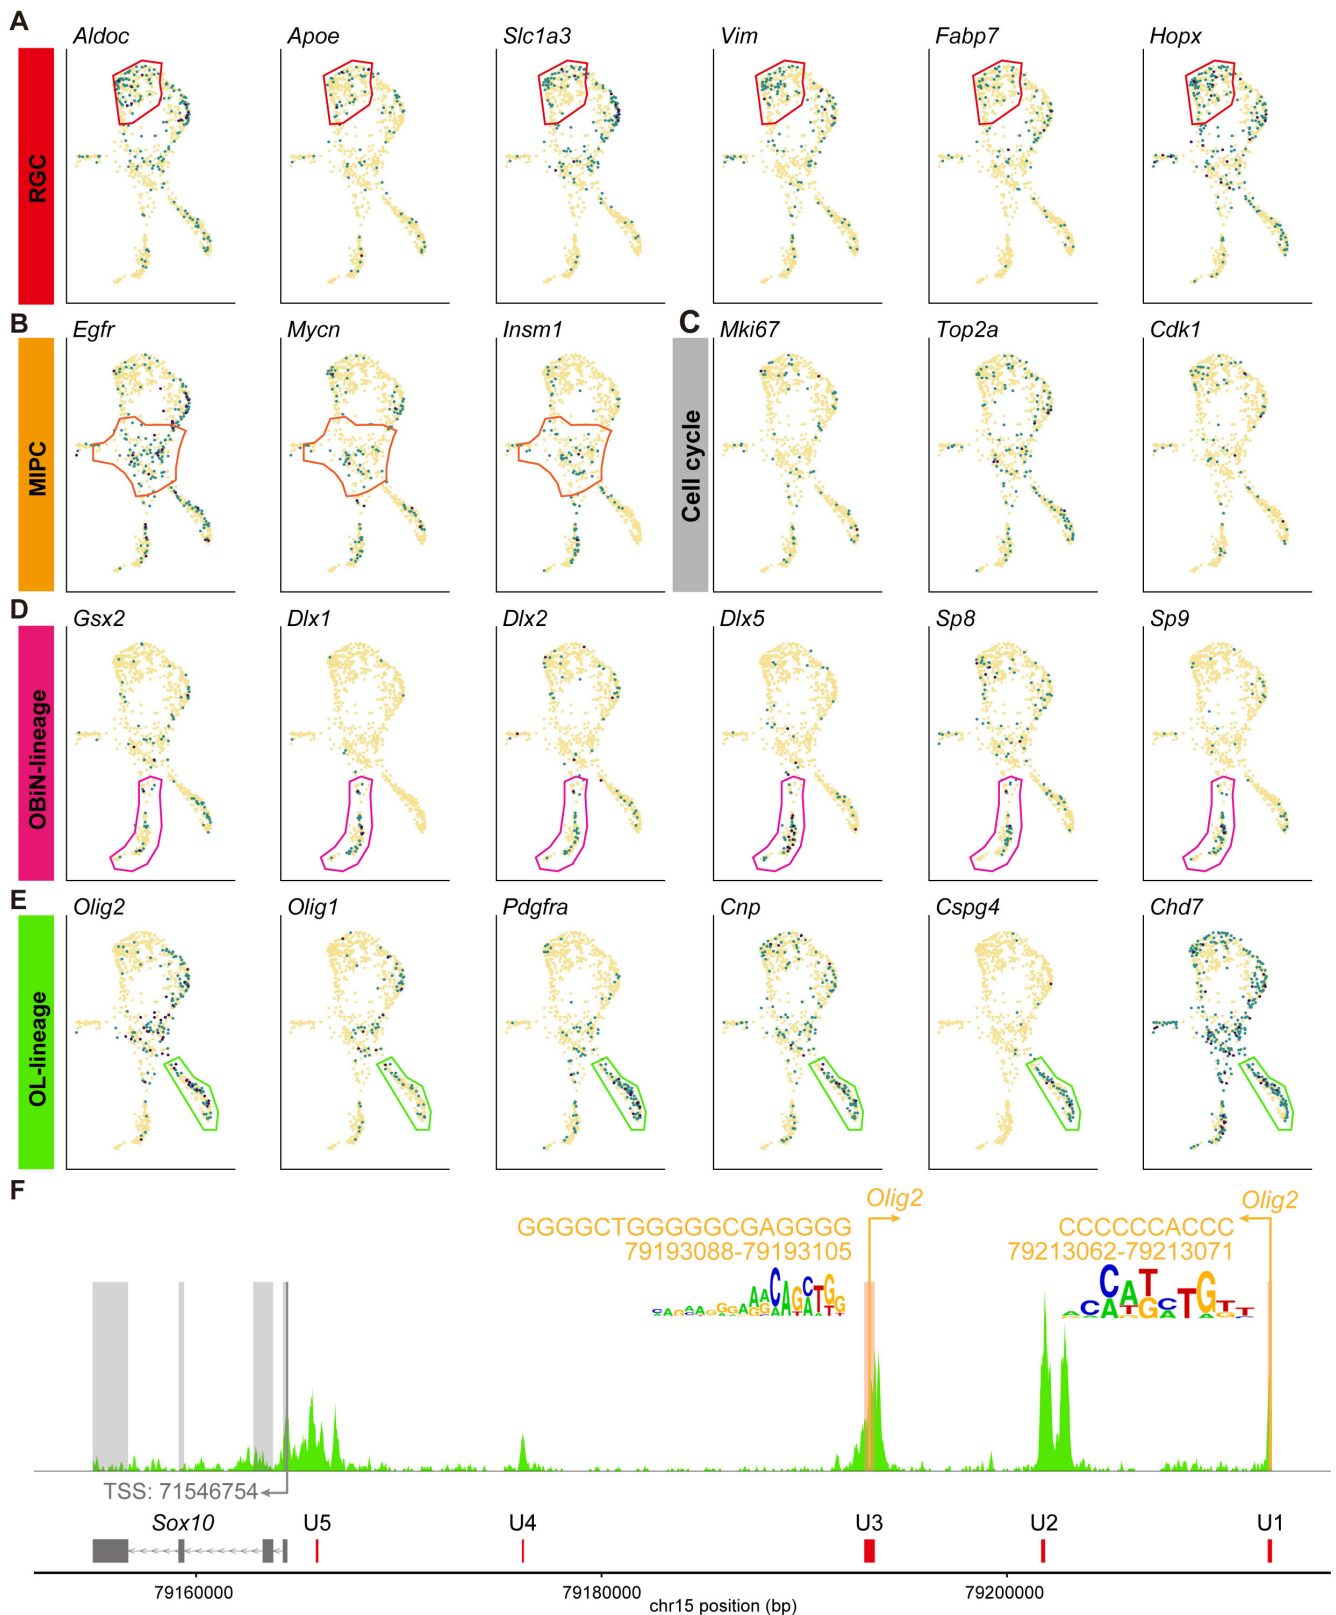 A
Aldoc
Apoe
Slc1a3
Vim
Fabp7
Hopx
RGC
B
Egfr
Mycn
Insm1
C
Mki67
Top2a
Cdk1
MIPC
Cell cycle
D
Gsx2
Dlx1
Dlx2
Dlx5
Sp8
Sp9
OBiN-lineage
E
Olig2
Olig1
Pdgfra
Cnp
Cspg4
Chd7
OL-lineage
F
Olig2
Olig2
GGGGCTGGGGGCGAGGGG
CCCCCCACCC
79193088-79193105
79213062-79213071
TSS: 71546754
Sox10
U5
U4
U3
U2
U1
79160000
79180000
79200000
chr15 position (bp)